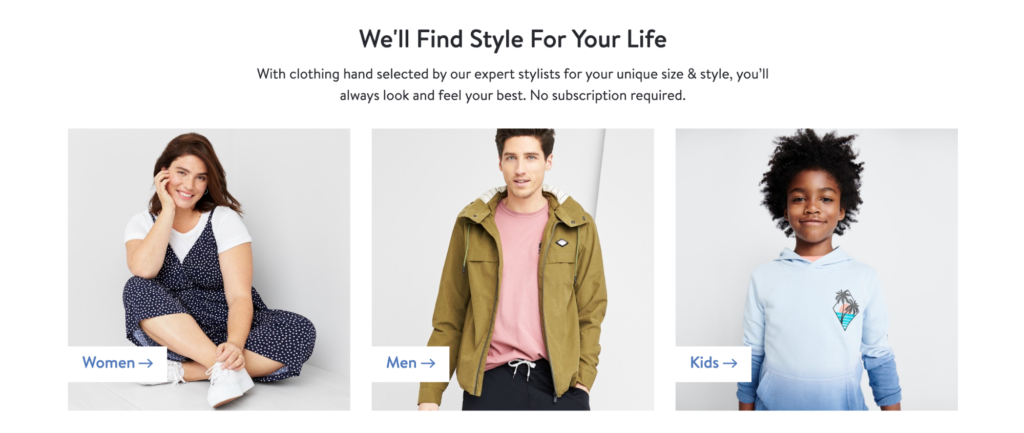 We'll Find Style For Your Life
With clothing hand selected by our expert stylists for your unique size & style, you’ll
always look and feel your best. No subscription required.
Women →
Men →
Kids →